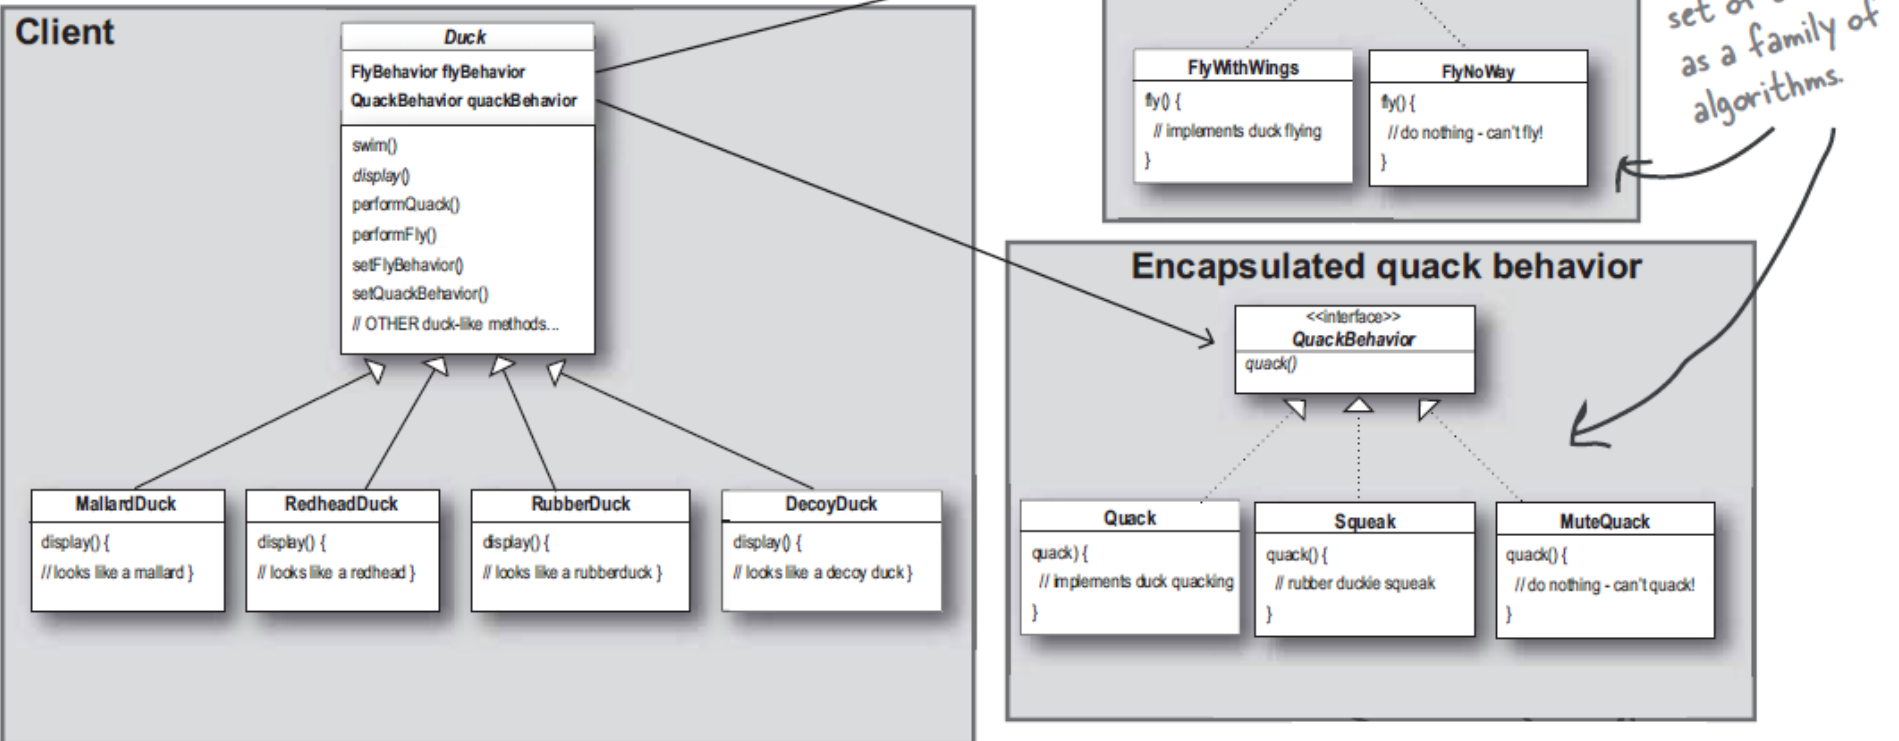 Client
Duck
FlyBehavior flyBehavior
QuackBehavior quackBehavior
swim()
display()
performQuack()
performFly()
setFlyBehavior()
setQuackBehavior()
// OTHER duck-like methods...
MallardDuck
display() {
// looks like a mallard }
RedheadDuck
display() {
// looks like a redhead }
RubberDuck
display() {
// looks like a rubberduck }
DecoyDuck
display() {
// looks like a decoy duck }
FlyWithWings
fly() {
// implements duck flying
}
FlyNoWay
fly() {
// do nothing - can't fly!
}
set of
as a family of
algorithms.
Encapsulated quack behavior
<<interface>>
QuackBehavior
quack()
Quack
quack) {
// implements duck quacking
}
Squeak
quack() {
// rubber duckie squeak
}
MuteQuack
quack() {
// do nothing - can't quack!
}